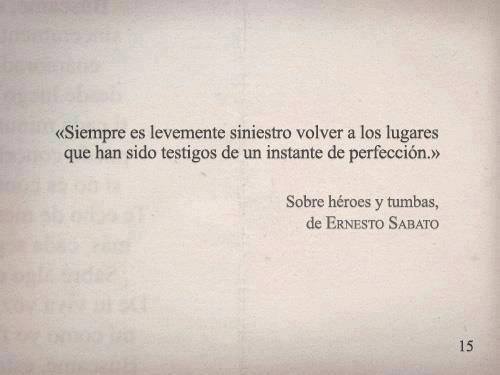 «Siempre es levemente siniestro volver a los lugares
que han sido testigos de un instante de perfección.»
Sobre héroes y tumbas,
de ERNESTO SABATO
15